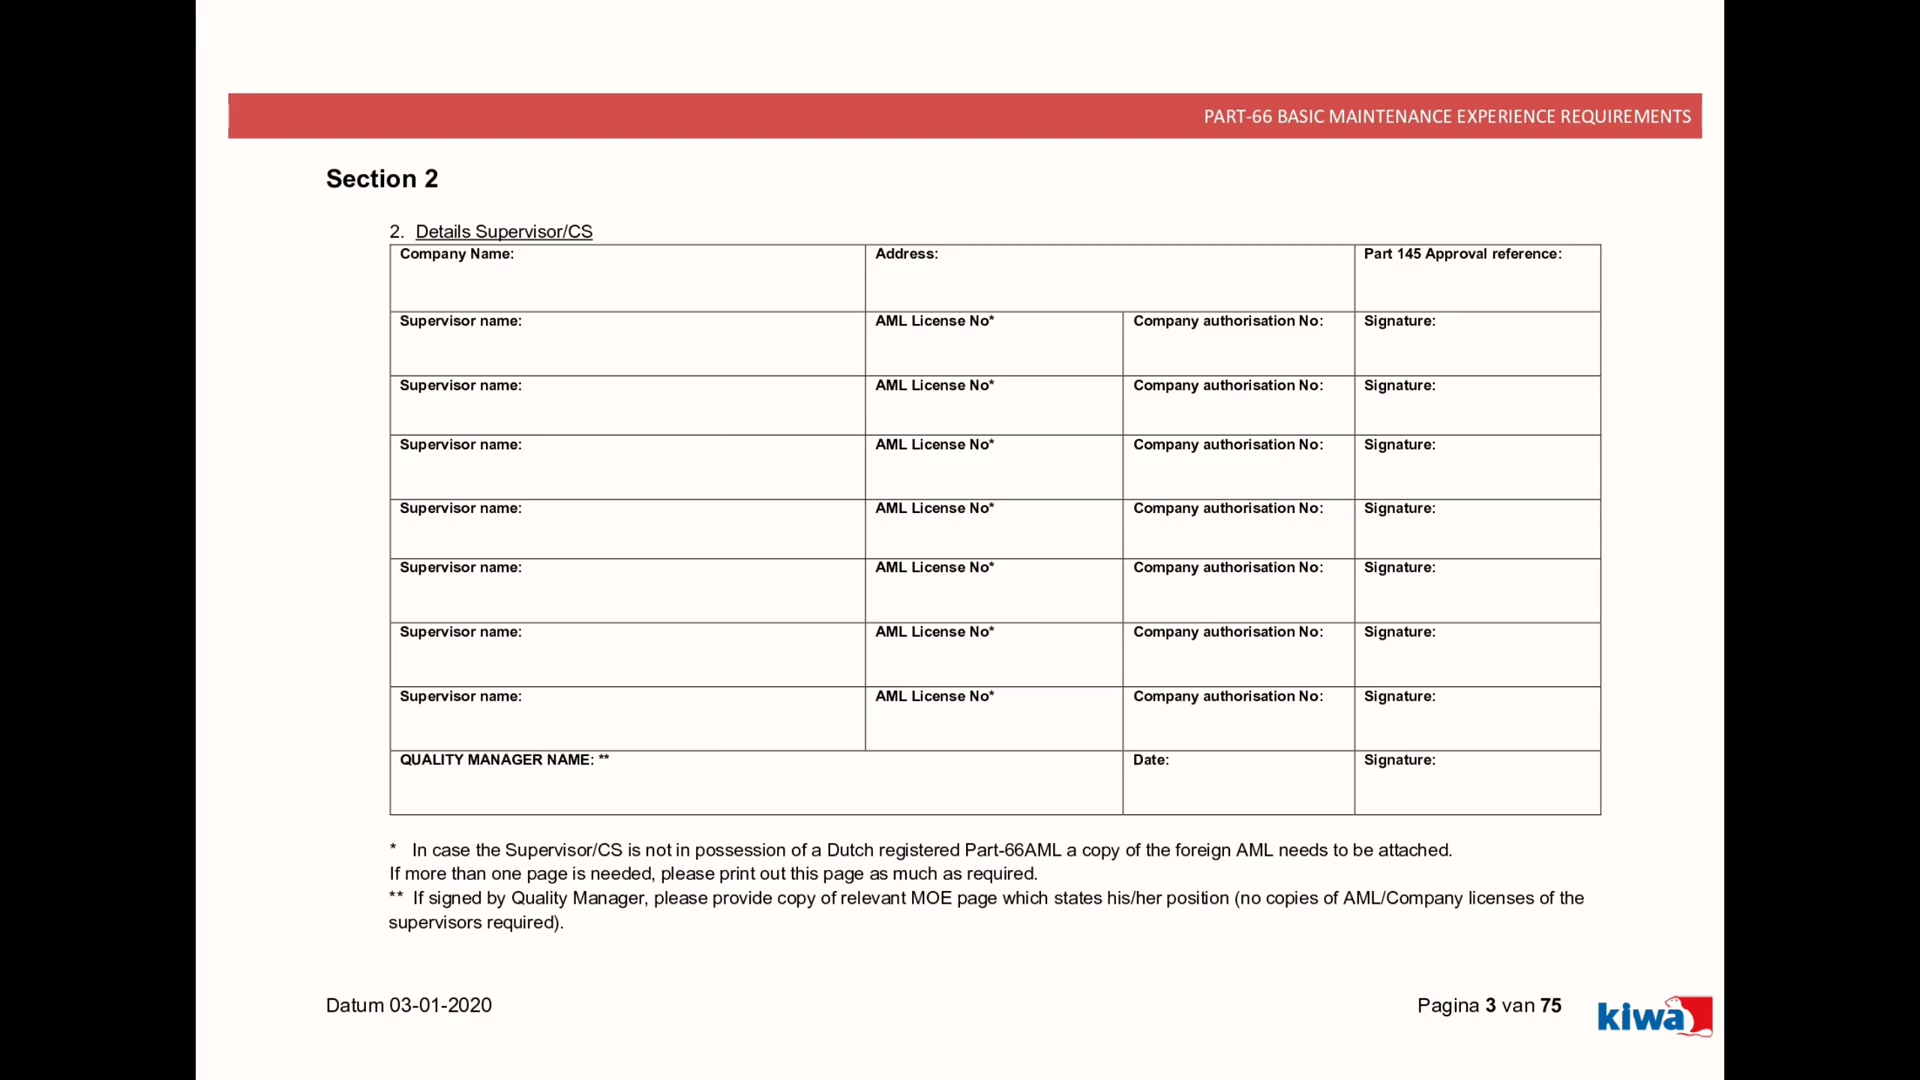 PART-66 BASIC MAINTENANCE EXPERIENCE REQUIREMENTS
Section 2
2. Details Supervisor/CS
Company Name: Address: Part 145 Approval reference:
Supervisor name: AML License No* Company authorisation No: Signature:
Supervisor name: AML License No* Company authorisation No: Signature:
Supervisor name: AML License No* Company authorisation No: Signature:
Supervisor name: AML License No* Company authorisation No: Signature:
Supervisor name: AML License No* Company authorisation No: Signature:
Supervisor name: AML License No* Company authorisation No: Signature:
Supervisor name: AML License No* Company authorisation No: Signature:
QUALITY MANAGER NAME: ** Date: Signature:
* In case the Supervisor/CS is not in possession of a Dutch registered Part-66AML a copy of the foreign AML needs to be attached.
If more than one page is needed, please print out this page as much as required.
** If signed by Quality Manager, please provide copy of relevant MOE page which states his/her position (no copies of AML/Company licenses of the
supervisors required).
Datum 03-01-2020 Pagina 3 van 75
kiwa